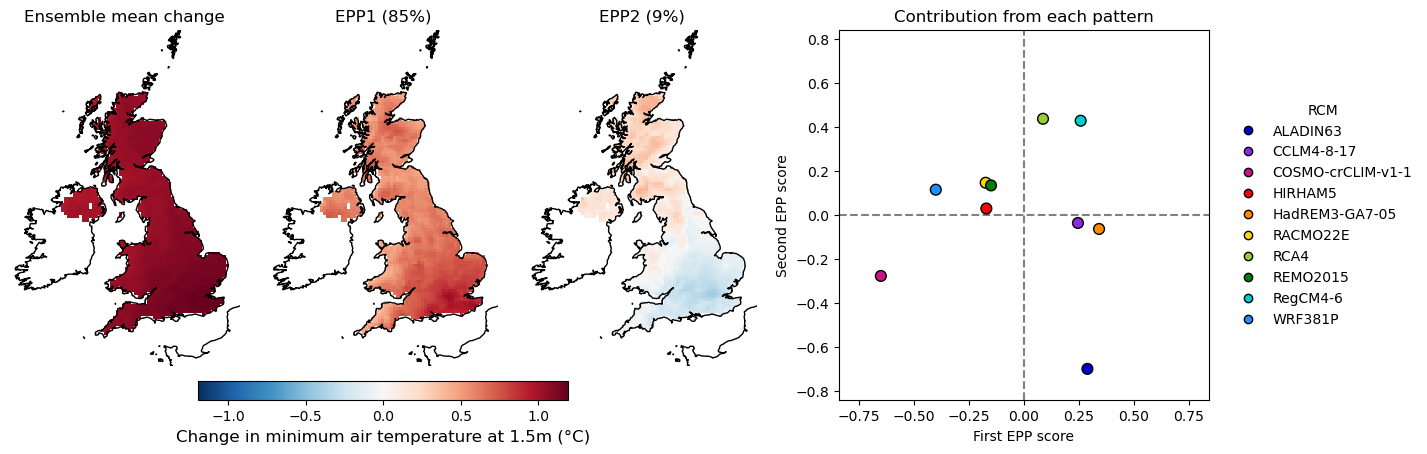 Ensemble mean change
EPP1 (85%)
EPP2 (9%)
Contribution from each pattern
−1.0 −0.5 0.0 0.5 1.0
Change in minimum air temperature at 1.5m (°C)
Second EPP score
0.8
0.6
0.4
0.2
0.0
−0.2
−0.4
−0.6
−0.8
−0.75 −0.50 −0.25 0.00 0.25 0.50 0.75
First EPP score
RCM
ALADIN63
CCLM4-8-17
COSMO-crCLIM-v1-1
HIRHAM5
HadREM3-GA7-05
RACMO22E
RCA4
REMO2015
RegCM4-6
WRF381P